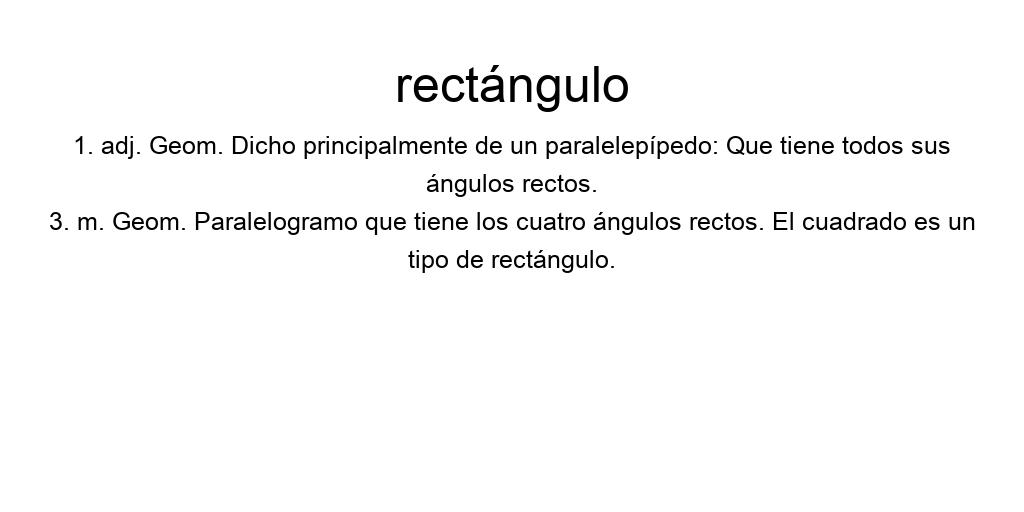 rectángulo
1. adj. Geom. Dicho principalmente de un paralelepípedo: Que tiene todos sus
ángulos rectos.
3. m. Geom. Paralelogramo que tiene los cuatro ángulos rectos. El cuadrado es un
tipo de rectángulo.